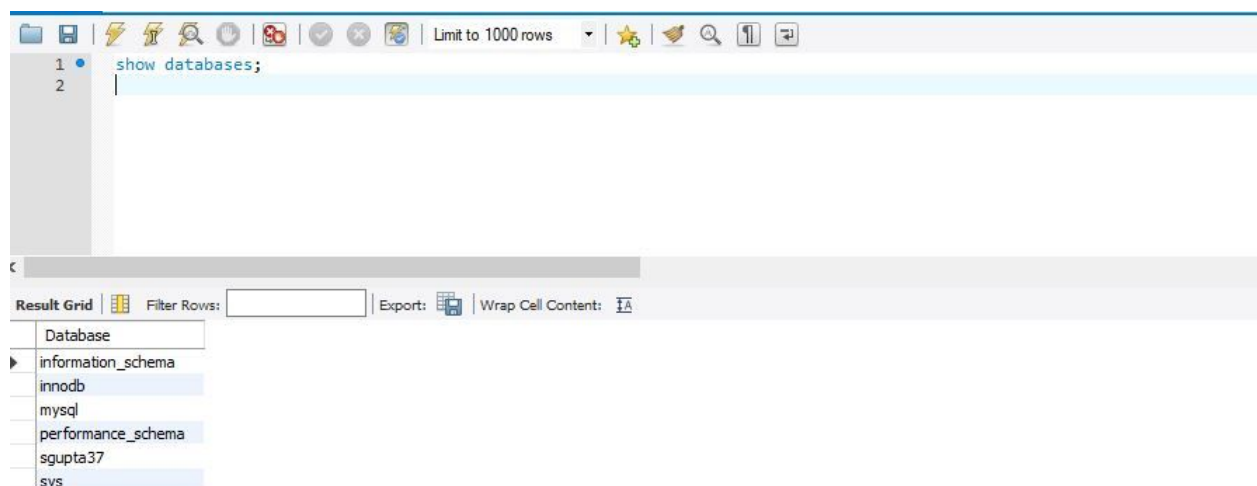 Limit to 1000 rows
1 show databases;
2
Result Grid Filter Rows: Export: Wrap Cell Content:
Database
information_schema
innodb
mysql
performance_schema
sgupta37
sys